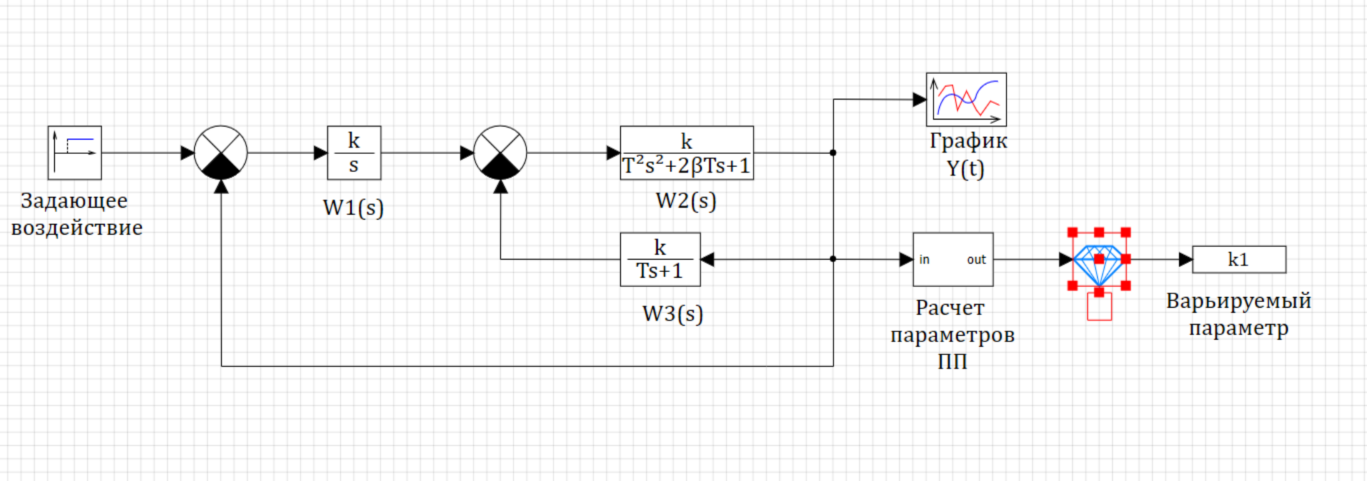 График
Y(t)
k
s
k
T²s²+2βTs+1
Задающее
воздействие
W1(s)
W2(s)
k
Ts+1
in out
k1
W3(s)
Расчет
параметров
ПП
Варьируемый
параметр